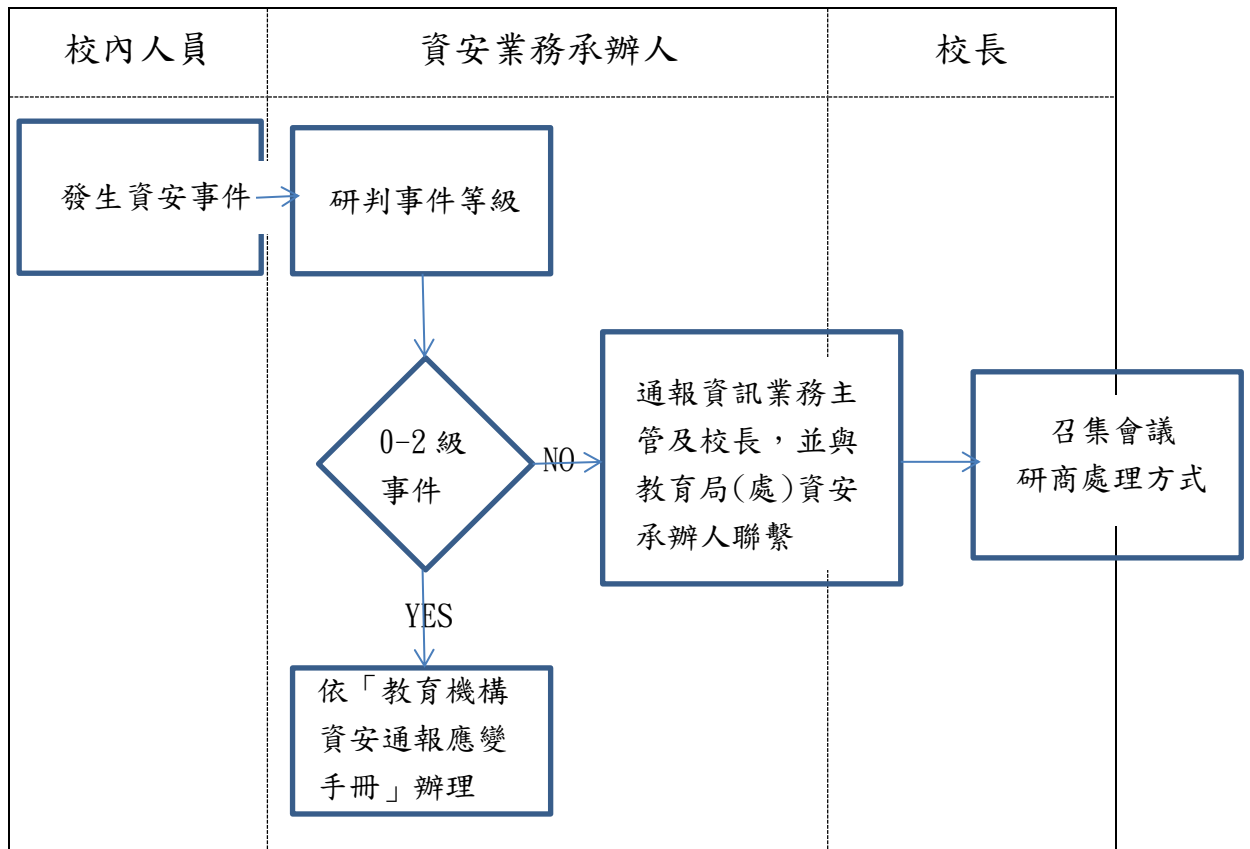 校內人員
資安業務承辦人
校長
發生資安事件
研判事件等級
0-2 級
事件
NO
通報資訊業務主
管及校長，並與
教育局(處)資安
承辦人聯繫
召集會議
研商處理方式
YES
依「教育機構
資安通報應變
手冊」辦理